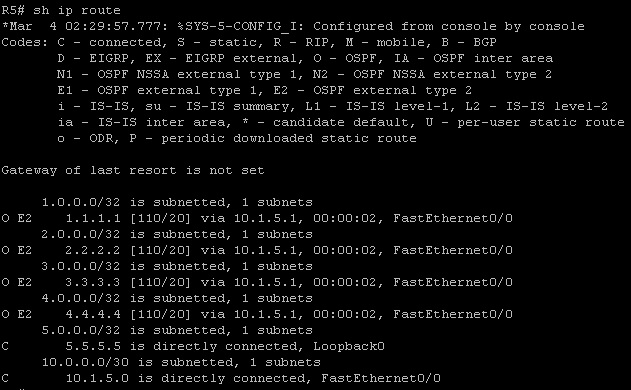 R5# sh ip route
*Mar  4 02:29:57.777: %SYS-5-CONFIG_I: Configured from console by console
Codes: C - connected, S - static, R - RIP, M - mobile, B - BGP
       D - EIGRP, EX - EIGRP external, O - OSPF, IA - OSPF inter area
       N1 - OSPF NSSA external type 1, N2 - OSPF NSSA external type 2
       E1 - OSPF external type 1, E2 - OSPF external type 2
       i - IS-IS, su - IS-IS summary, L1 - IS-IS level-1, L2 - IS-IS level-2
       ia - IS-IS inter area, * - candidate default, U - per-user static route
       o - ODR, P - periodic downloaded static route
Gateway of last resort is not set
     1.0.0.0/32 is subnetted, 1 subnets
O E2    1.1.1.1 [110/20] via 10.1.5.1, 00:00:02, FastEthernet0/0
     2.0.0.0/32 is subnetted, 1 subnets
O E2    2.2.2.2 [110/20] via 10.1.5.1, 00:00:02, FastEthernet0/0
     3.0.0.0/32 is subnetted, 1 subnets
O E2    3.3.3.3 [110/20] via 10.1.5.1, 00:00:02, FastEthernet0/0
     4.0.0.0/32 is subnetted, 1 subnets
O E2    4.4.4.4 [110/20] via 10.1.5.1, 00:00:02, FastEthernet0/0
     5.0.0.0/32 is subnetted, 1 subnets
C       5.5.5.5 is directly connected, Loopback0
     10.0.0.0/30 is subnetted, 1 subnets
C       10.1.5.0 is directly connected, FastEthernet0/0